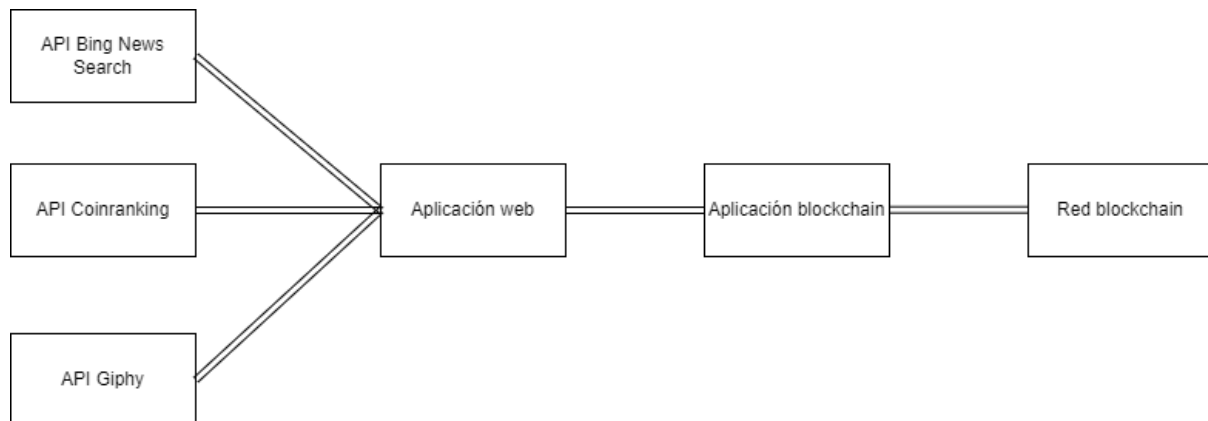 API Bing News
Search
API Coinranking
Aplicación web
Aplicación blockchain
Red blockchain
API Giphy